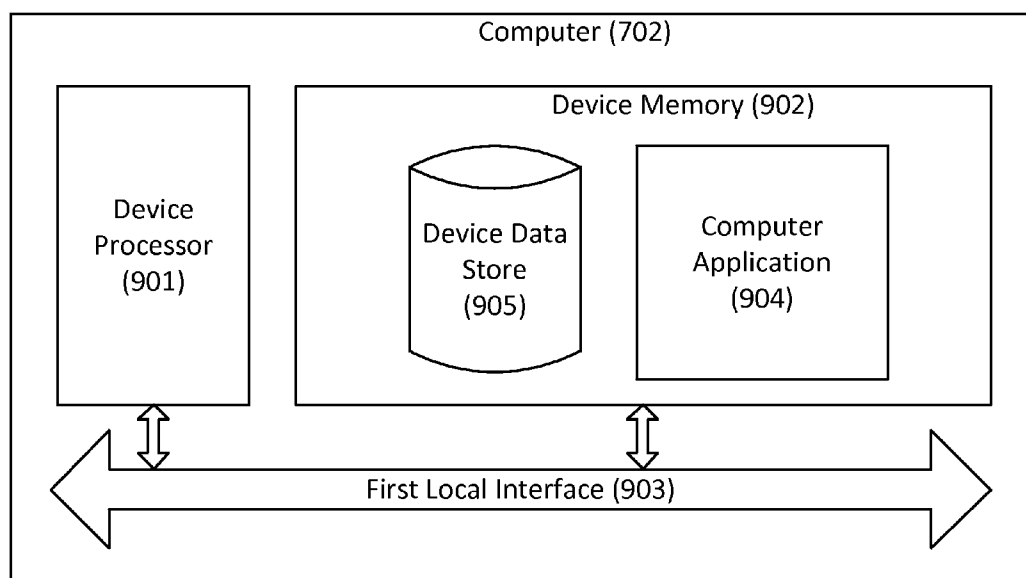 Computer (702)
Device Memory (902)
Device
Processor
(901)
Device Data
Store
(905)
Computer
Application
(904)
First Local Interface (903)